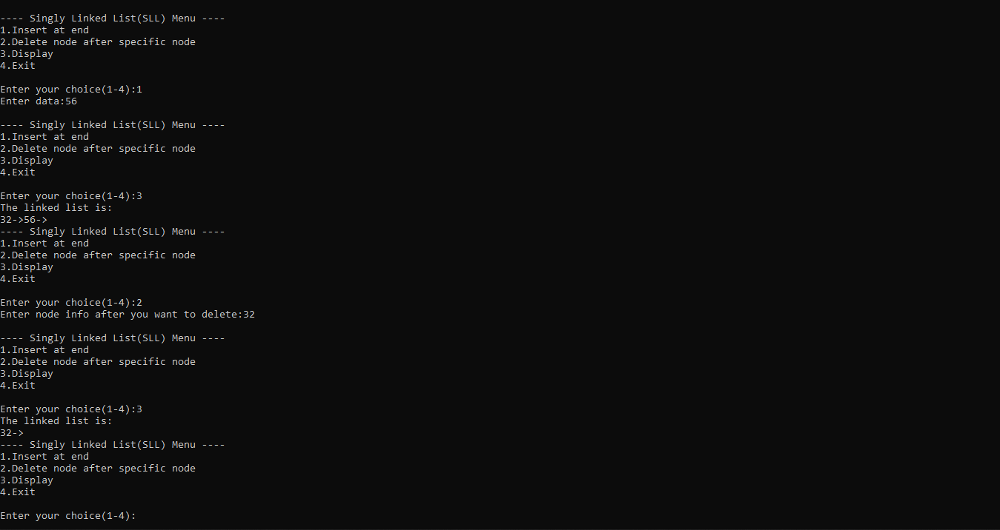 ---- Singly Linked List(SLL) Menu ----
1.Insert at end
2.Delete node after specific node
3.Display
4.Exit
Enter your choice(1-4):1
Enter data:56
---- Singly Linked List(SLL) Menu ----
1.Insert at end
2.Delete node after specific node
3.Display
4.Exit
Enter your choice(1-4):3
The linked list is:
32->56->
---- Singly Linked List(SLL) Menu ----
1.Insert at end
2.Delete node after specific node
3.Display
4.Exit
Enter your choice(1-4):2
Enter node info after you want to delete:32
---- Singly Linked List(SLL) Menu ----
1.Insert at end
2.Delete node after specific node
3.Display
4.Exit
Enter your choice(1-4):3
The linked list is:
32->
---- Singly Linked List(SLL) Menu ----
1.Insert at end
2.Delete node after specific node
3.Display
4.Exit
Enter your choice(1-4):